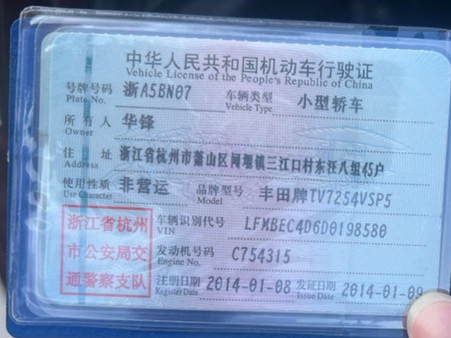 中华人民共和国机动车行驶证
Vehicle License of the People's Republic of China
号牌号码 浙A5BN07 车辆类型 小型轿车
Plate No. Vehicle Type
所有人 华锋
Owner
住址 浙江省杭州市萧山区闻堰镇三江口村东汪八组45户
Address
使用性质 非营运 品牌型号 丰田牌TV7254VSP5
Use Character Model
浙江省杭州 车辆识别代号 LFMBEC4D6D0198580
VIN
市公安局交 发动机号码 C754315
Engine No.
通警察支队 注册日期 2014-01-08 发证日期 2014-01-09
Register Date Issue Date